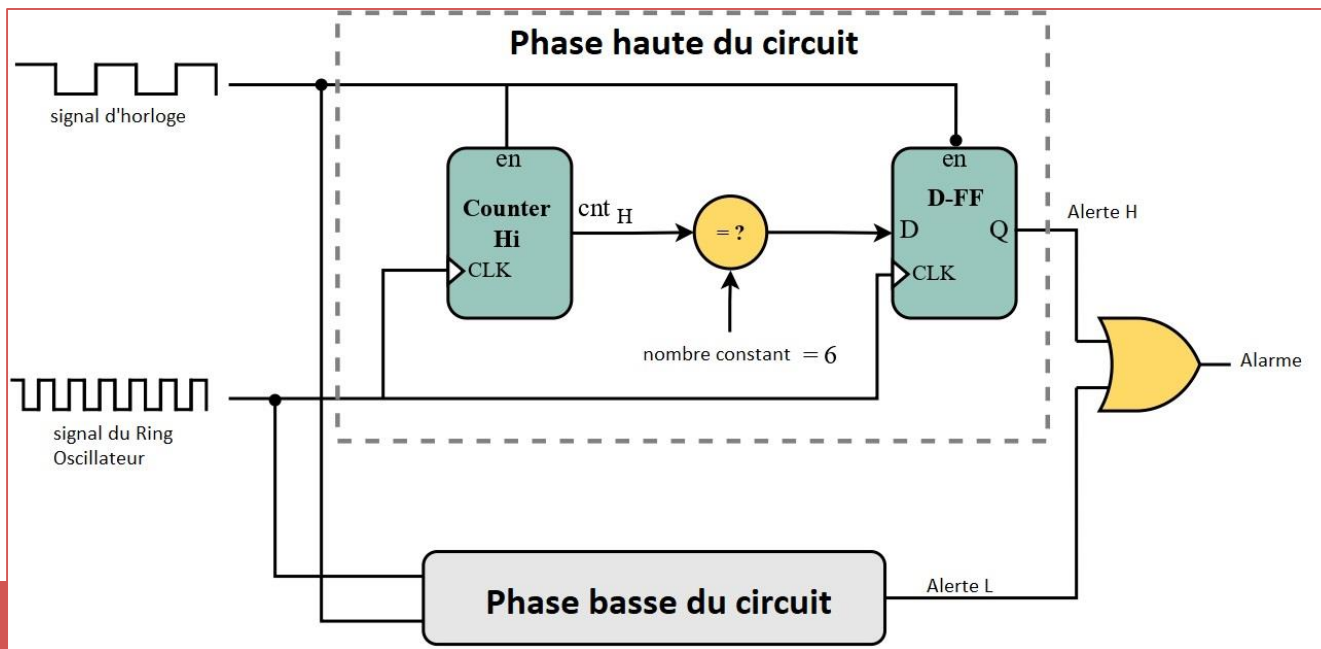 Phase haute du circuit
signal d'horloge
en
en
Counter
Hi
cnt H
= ?
D-FF
D
Q
Alerte H
CLK
CLK
nombre constant = 6
Alarme
signal du Ring
Oscillateur
Phase basse du circuit
Alerte L